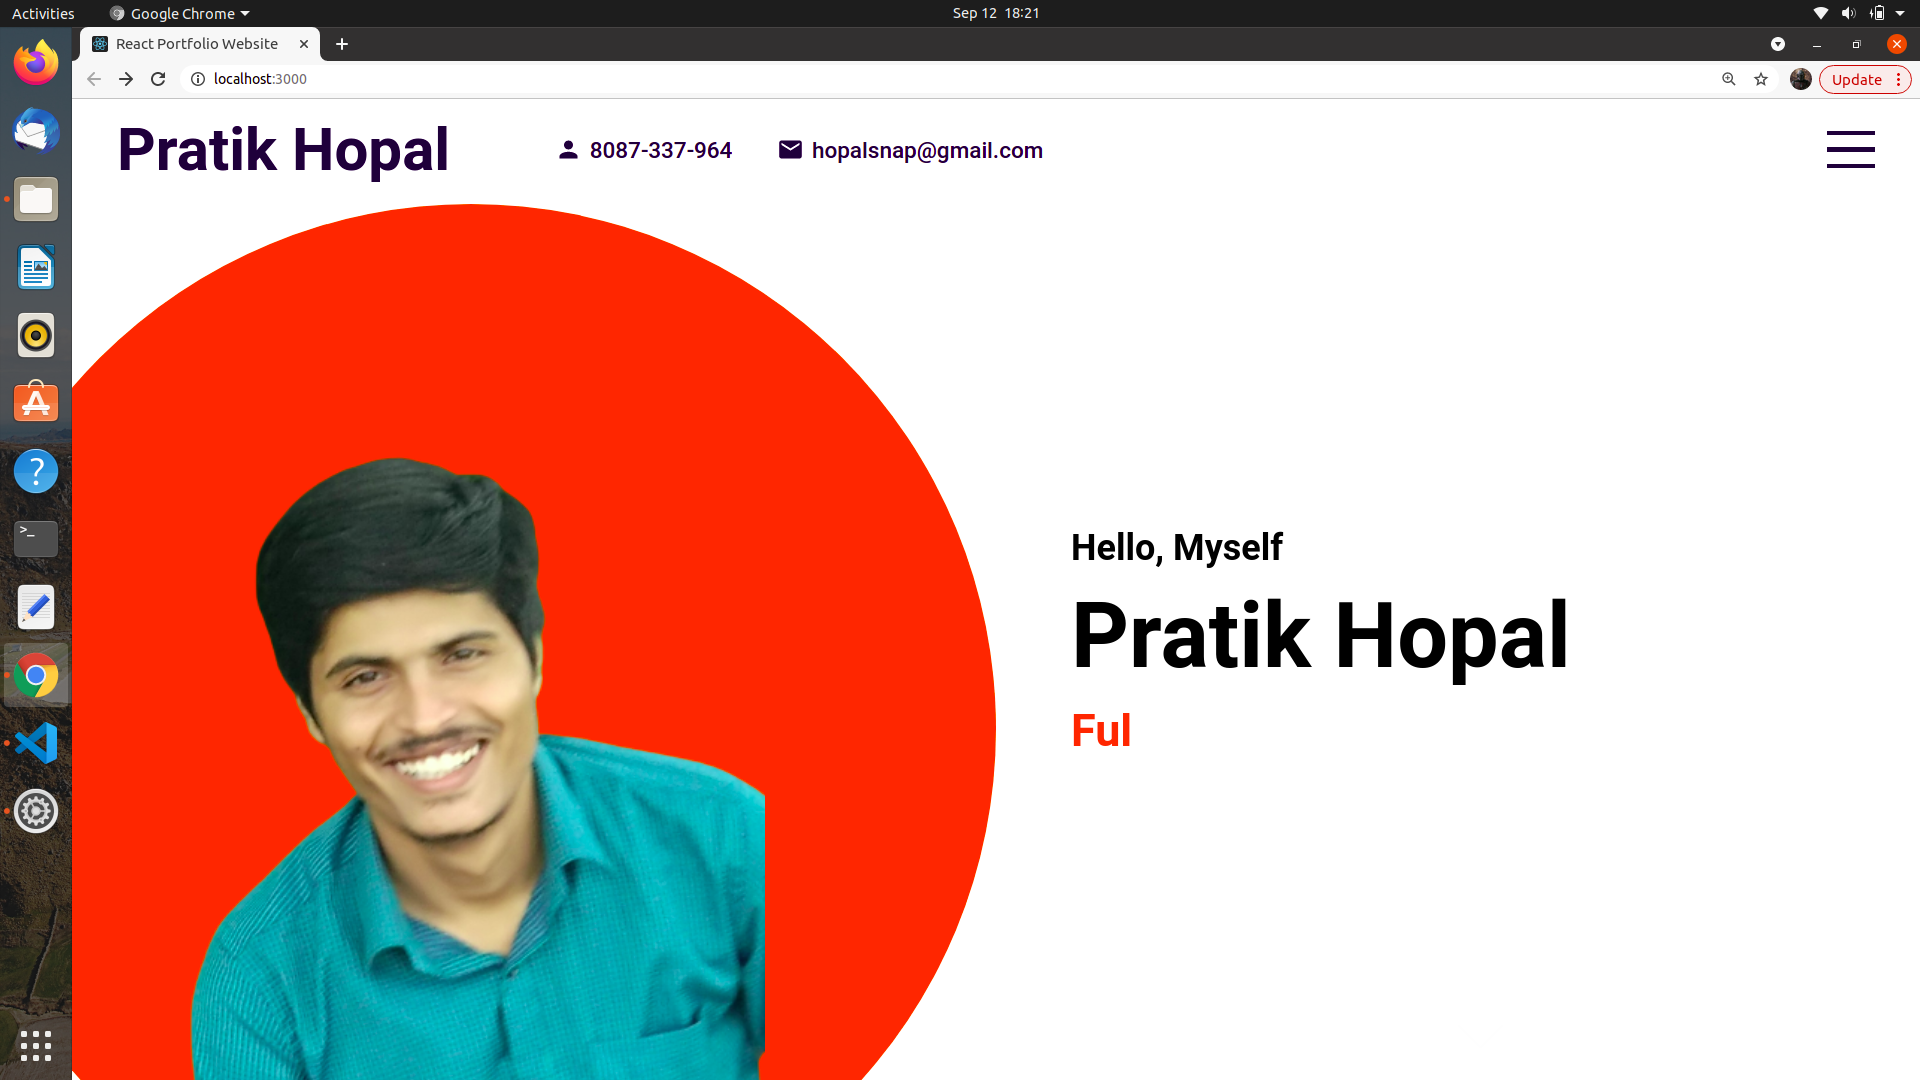 Activities
Google Chrome
Sep 12 18:21
React Portfolio Website
localhost:3000
Update
Pratik Hopal
8087-337-964
hopalsnap@gmail.com
Hello, Myself
Pratik Hopal
Ful